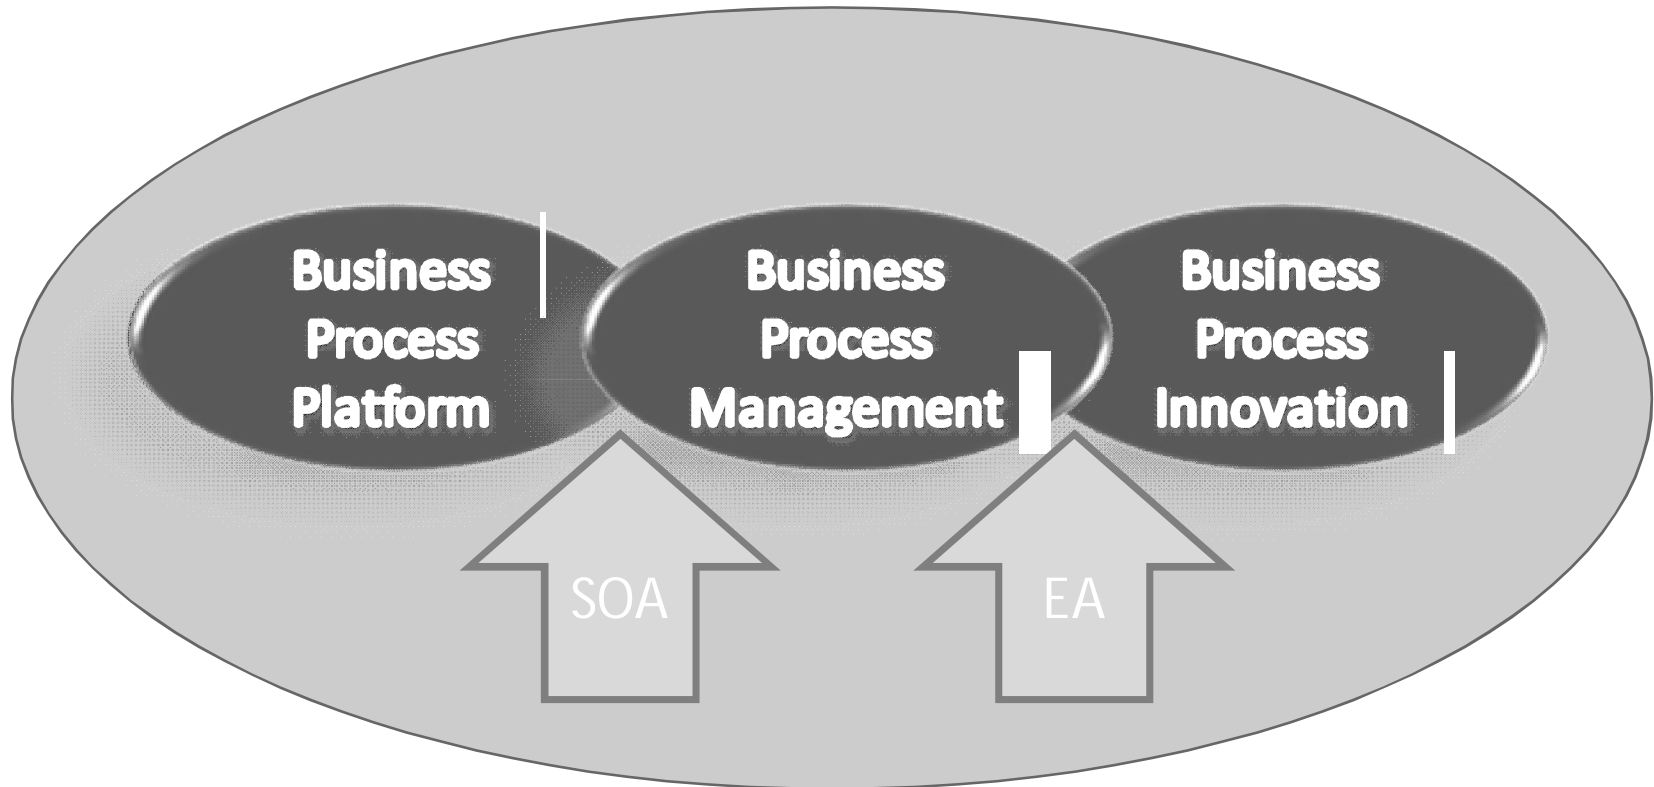 Business
Process
Platform
Business
Process
Management
Business
Process
Innovation
SOA
EA